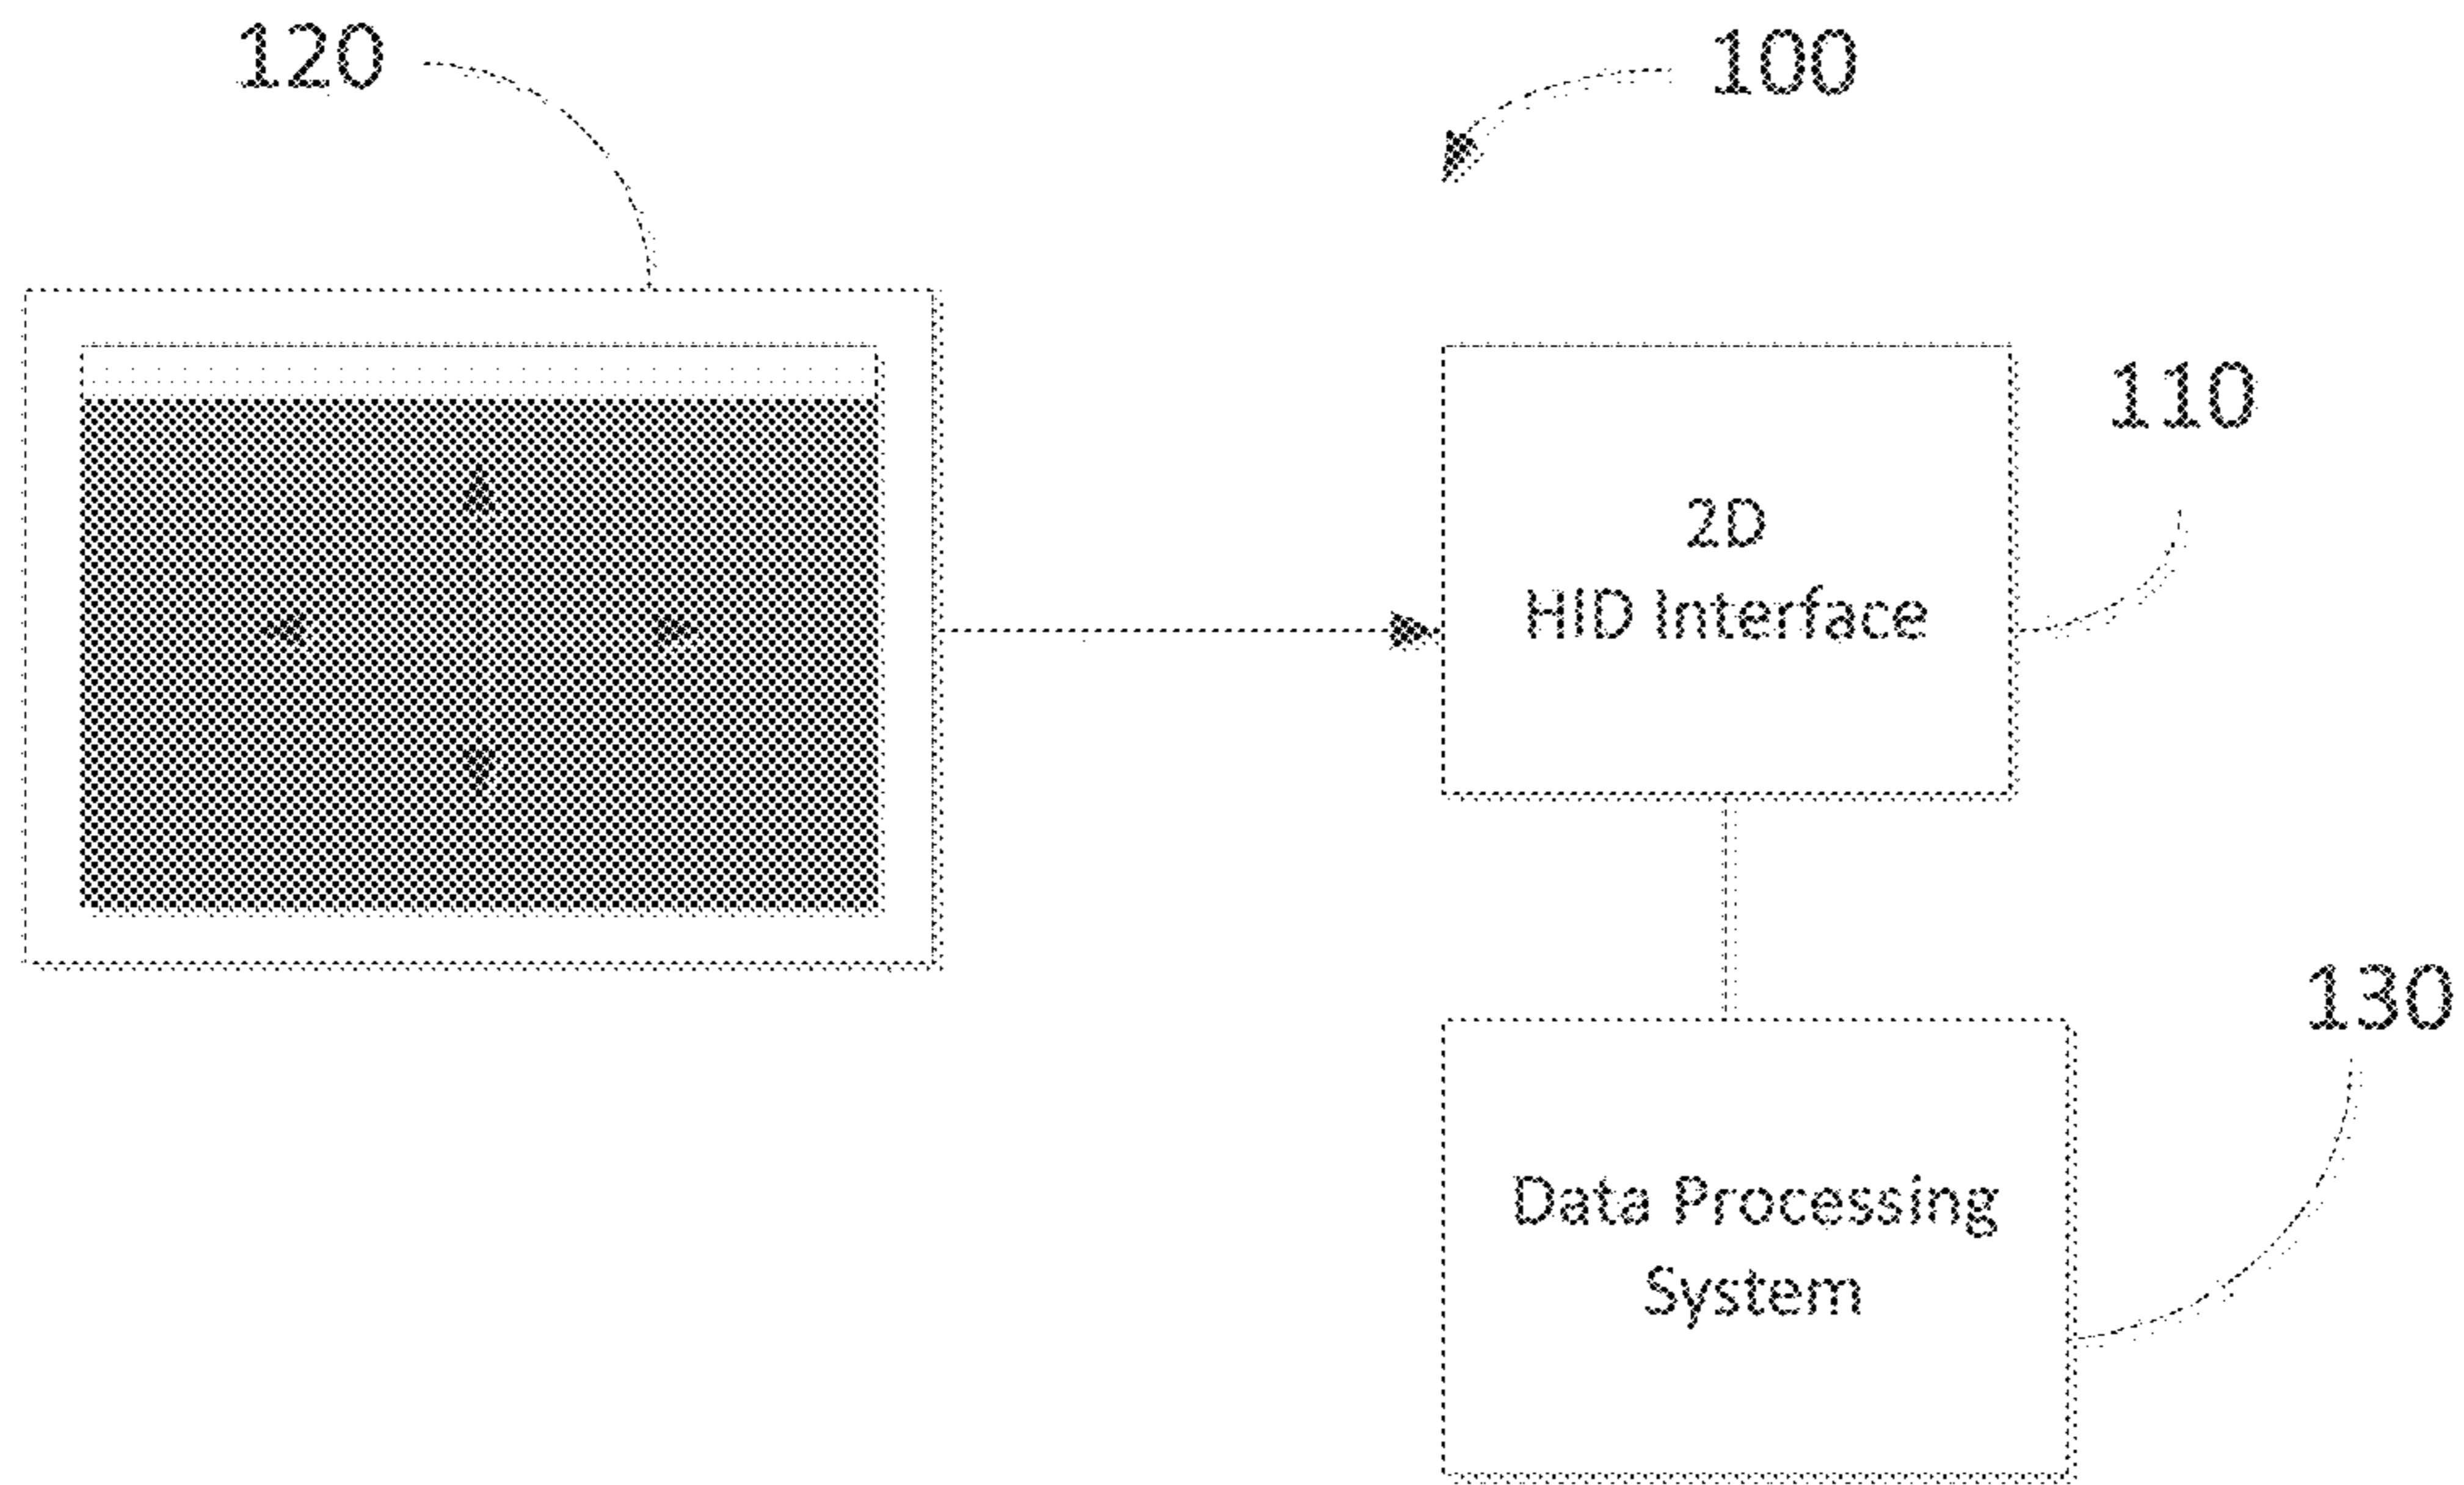 120
100
110
2D
HID Interface
130
Data Processing
System